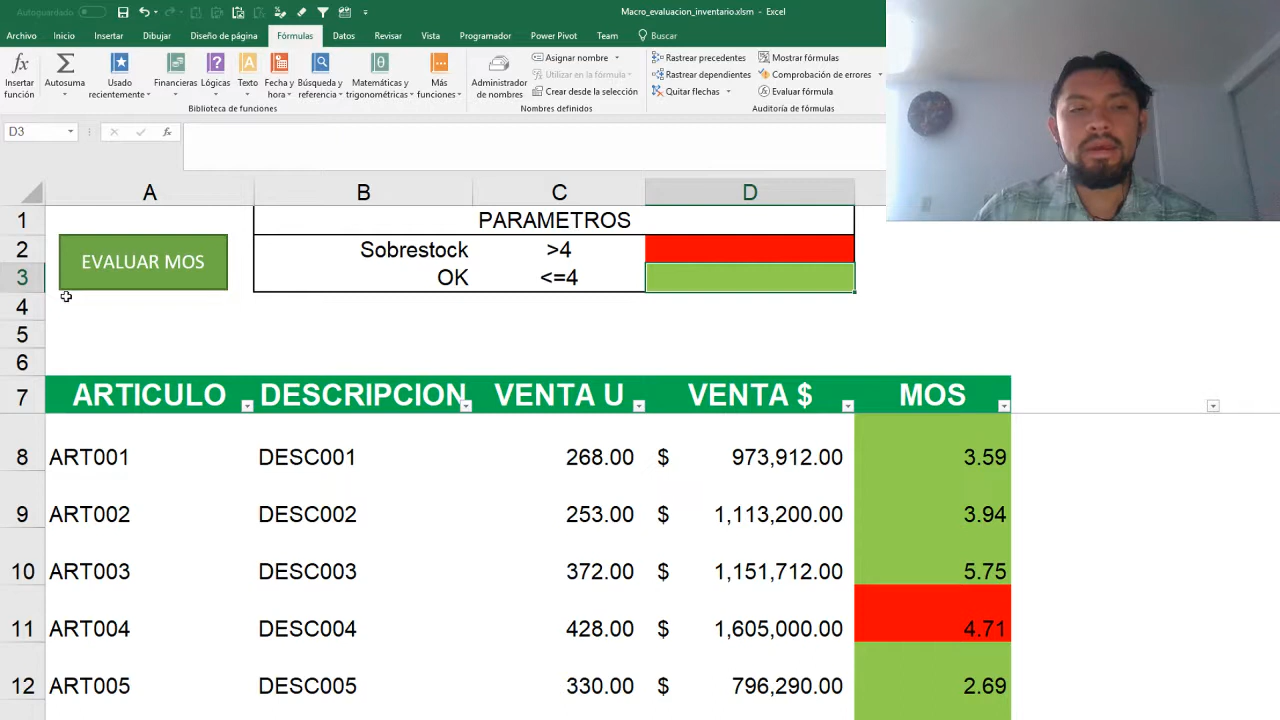 Autoguardado
Macro_evaluacion_inventario.xlsm - Excel
Archivo Inicio Insertar Dibujar Diseño de página Fórmulas Datos Revisar Vista Programador Power Pivot Team Buscar
Insertar función
Autosuma
Usado recientemente
Financieras
Lógicas
Texto
Fecha y hora
Búsqueda y referencia
Matemáticas y trigonométricas
Más funciones
Biblioteca de funciones
Administrador de nombres
Asignar nombre
Utilizar en la fórmula
Crear desde la selección
Nombres definidos
Rastrear precedentes
Rastrear dependientes
Quitar flechas
Mostrar fórmulas
Comprobación de errores
Evaluar fórmula
Auditoría de fórmulas
D3 fx
A B C D
1 PARAMETROS
2 Sobrestock >4
EVALUAR MOS
3 OK <=4
4
5
6
7 ARTICULO DESCRIPCION VENTA U VENTA $ MOS
8 ART001 DESC001 268.00 $ 973,912.00 3.59
9 ART002 DESC002 253.00 $ 1,113,200.00 3.94
10 ART003 DESC003 372.00 $ 1,151,712.00 5.75
11 ART004 DESC004 428.00 $ 1,605,000.00 4.71
12 ART005 DESC005 330.00 $ 796,290.00 2.69